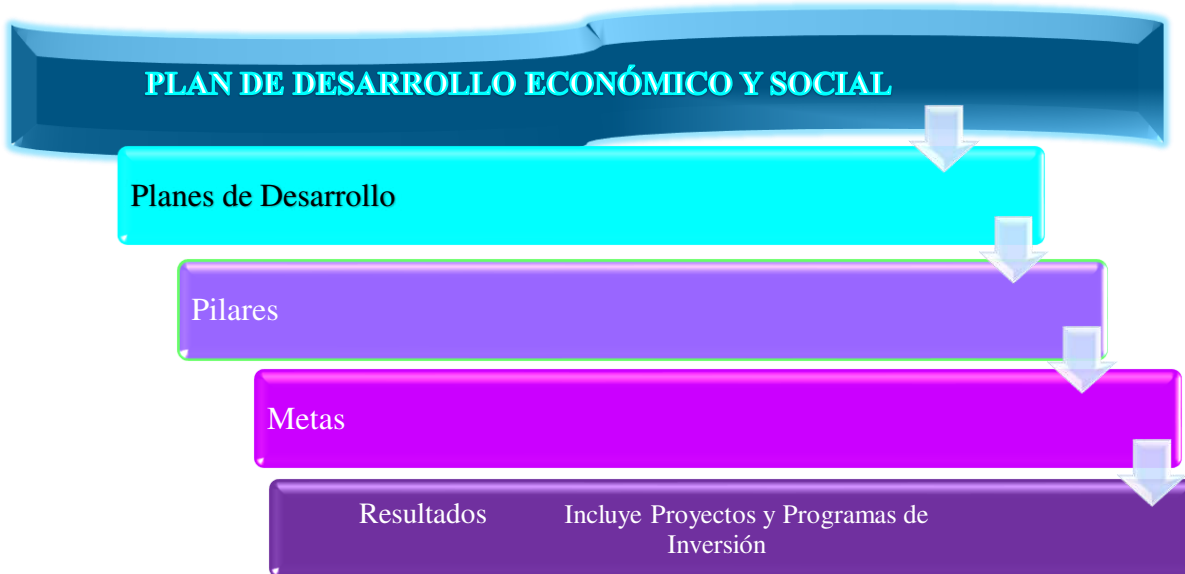 PLAN DE DESARROLLO ECONÓMICO Y SOCIAL
Planes de Desarrollo
Pilares
Metas
Resultados Incluye Proyectos y Programas de
Inversión